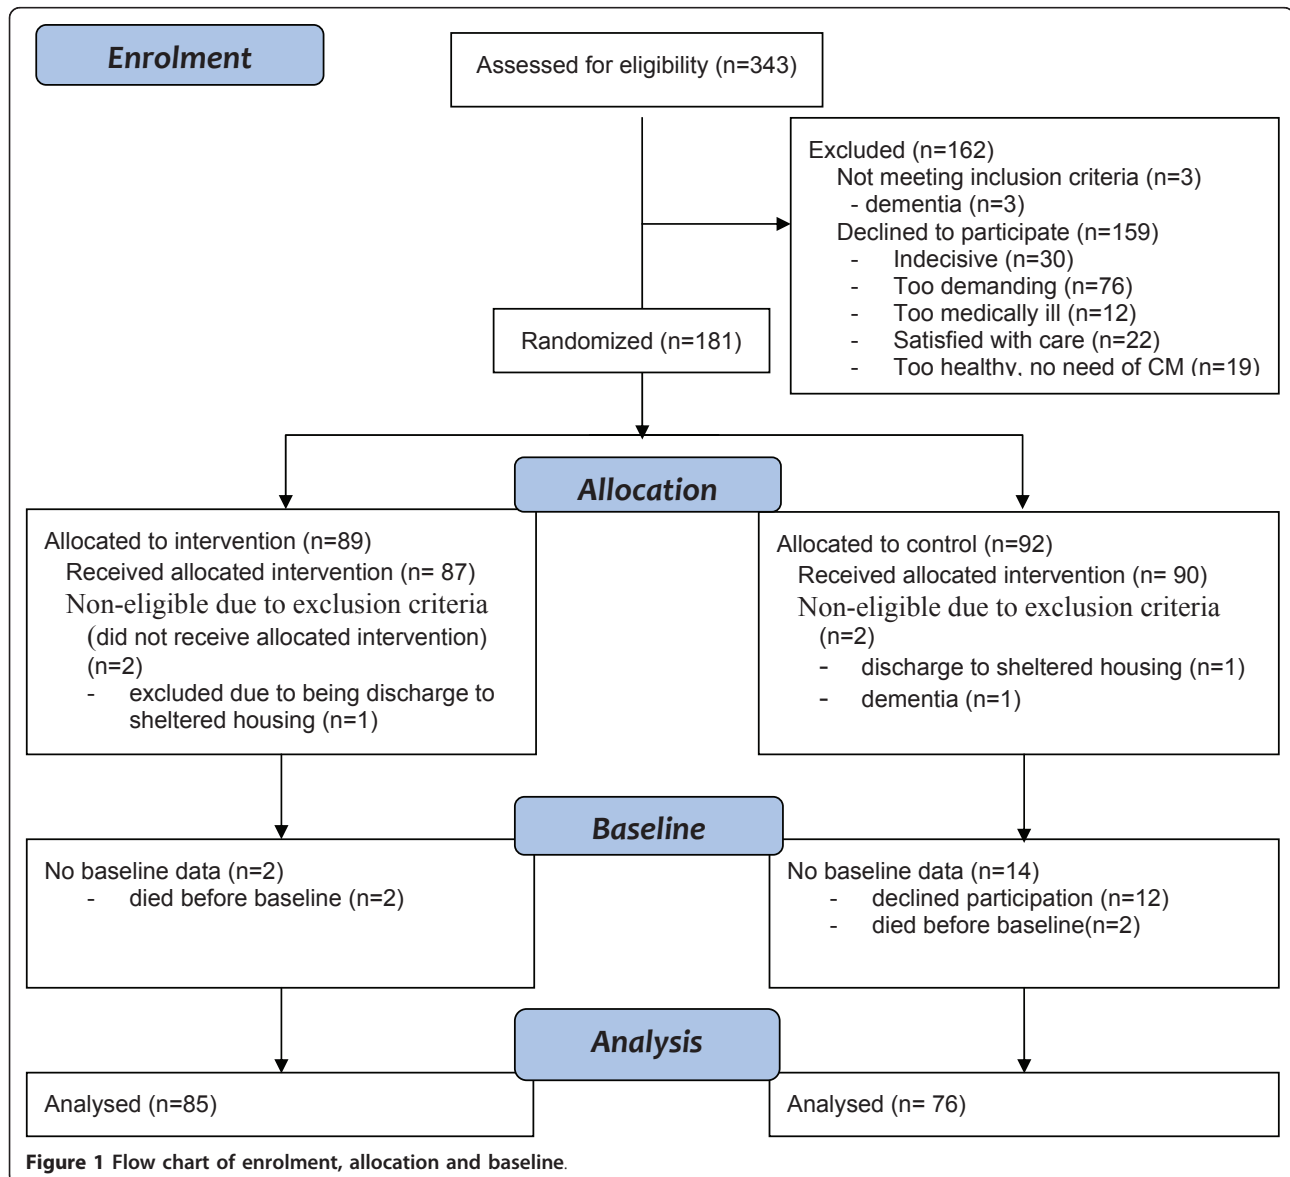 Enrolment
Assessed for eligibility (n=343)
Excluded (n=162)
Not meeting inclusion criteria (n=3)
- dementia (n=3)
Declined to participate (n=159)
- Indecisive (n=30)
- Too demanding (n=76)
- Too medically ill (n=12)
- Satisfied with care (n=22)
- Too healthy, no need of CM (n=19)
Randomized (n=181)
Allocation
Allocated to intervention (n=89)
Received allocated intervention (n= 87)
Non-eligible due to exclusion criteria
(did not receive allocated intervention)
(n=2)
- excluded due to being discharge to
sheltered housing (n=1)
Allocated to control (n=92)
Received allocated intervention (n= 90)
Non-eligible due to exclusion criteria
(n=2)
- discharge to sheltered housing (n=1)
- dementia (n=1)
Baseline
No baseline data (n=2)
- died before baseline (n=2)
No baseline data (n=14)
- declined participation (n=12)
- died before baseline(n=2)
Analysis
Analysed (n=85)
Analysed (n= 76)
Figure 1 Flow chart of enrolment, allocation and baseline.